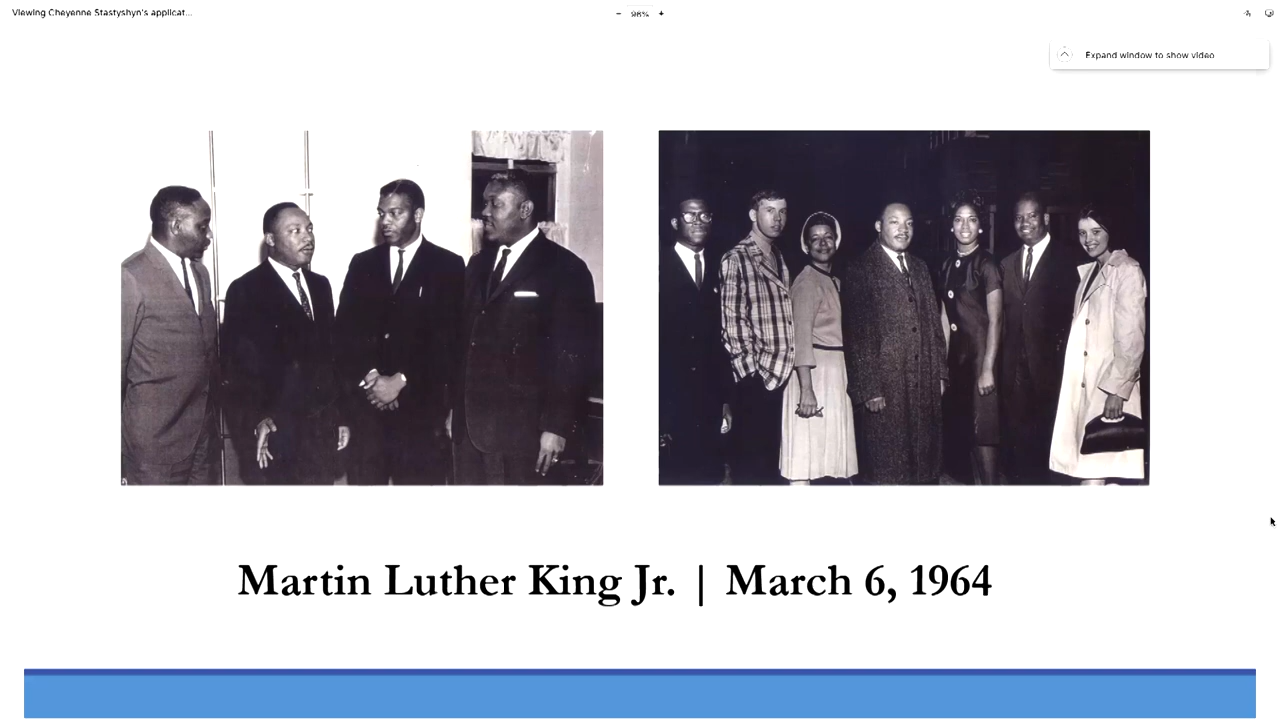 Viewing Cheyenne Stastyshyn's applicat...
− 98% +
Expand window to show video
Martin Luther King Jr. | March 6, 1964